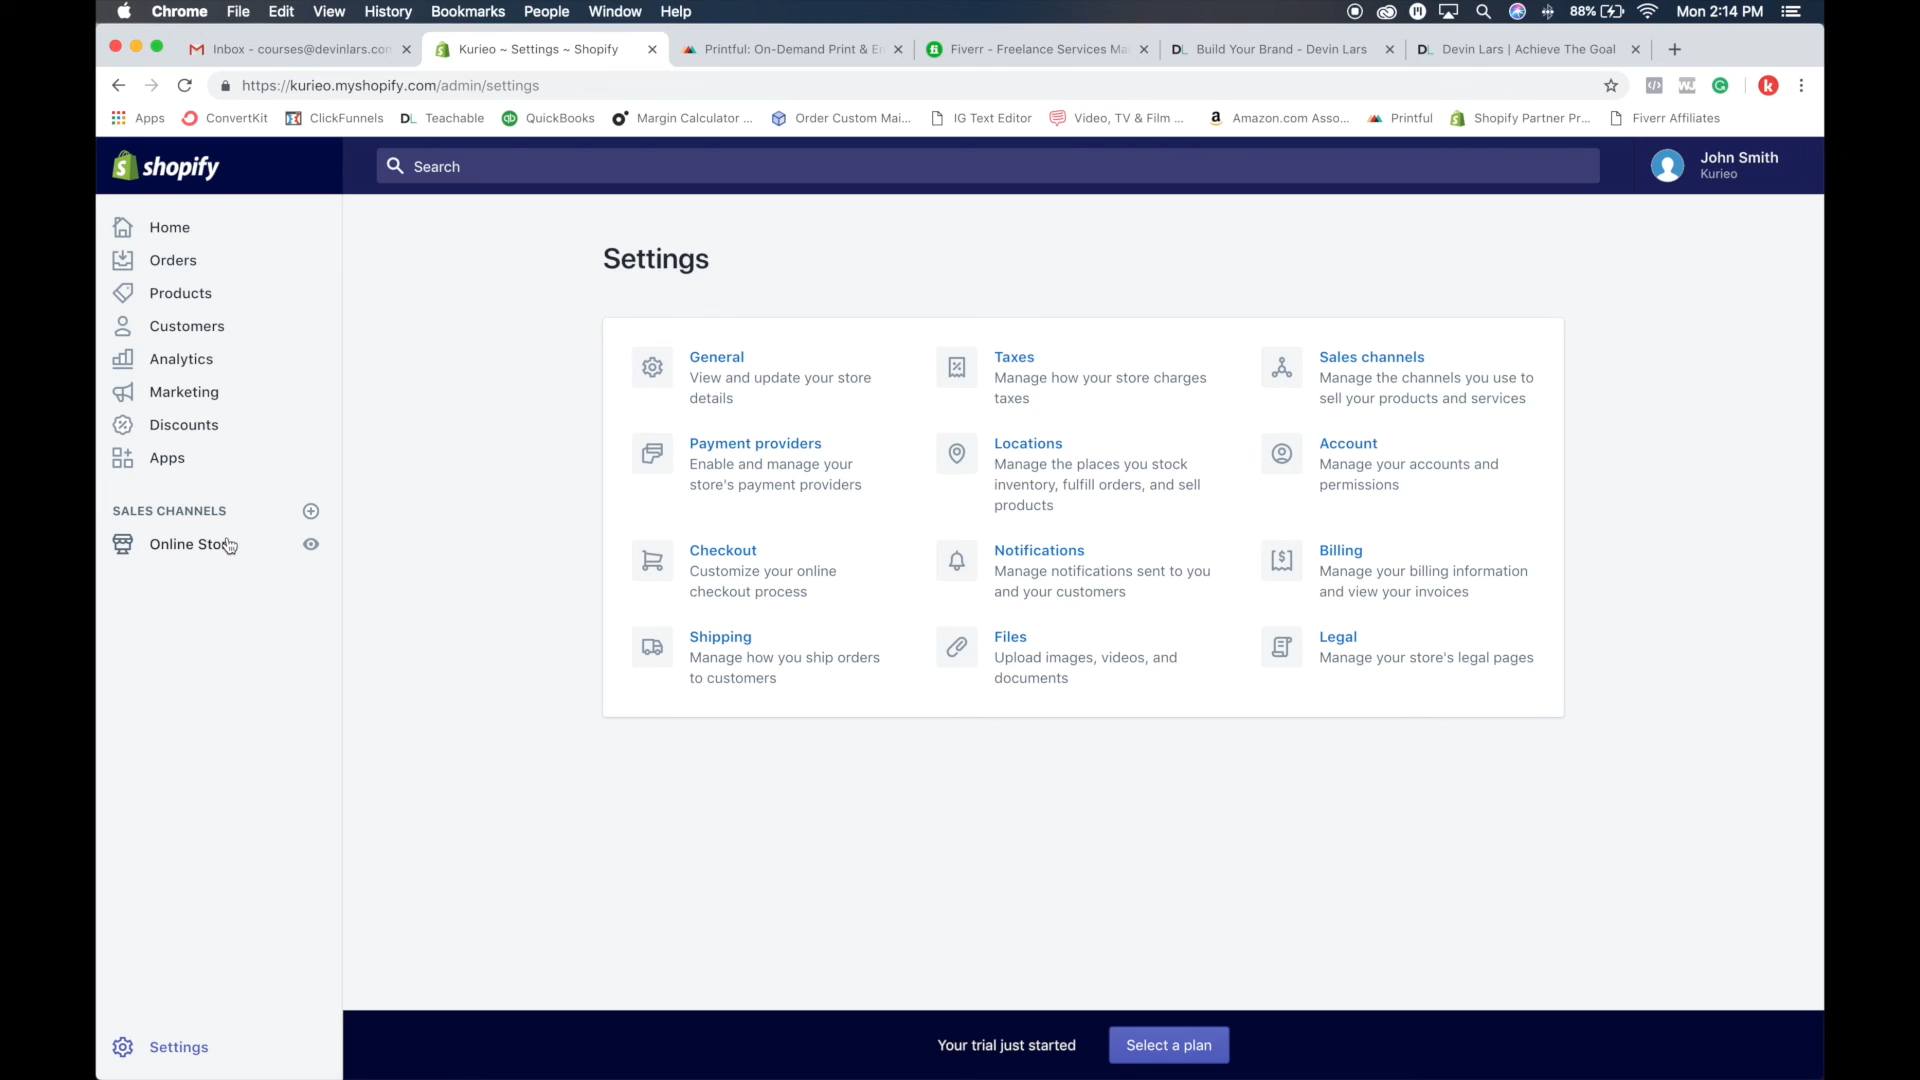 Chrome File Edit View History Bookmarks People Window Help 88% Mon 2:14 PM
Inbox - courses@devinlars.con Kurieo ~ Settings ~ Shopify Printful: On-Demand Print & Fiverr - Freelance Services Build Your Brand - Devin Lars Devin Lars | Achieve The Goal
https://kurieo.myshopify.com/admin/settings
Apps ConvertKit ClickFunnels DL Teachable QuickBooks Margin Calculator ... Order Custom Mai... IG Text Editor Video, TV & Film ... Amazon.com Asso... Printful Shopify Partner Pr... Fiverr Affiliates
shopify
Search
John Smith
Kurieo
Home
Orders
Products
Customers
Analytics
Marketing
Discounts
Apps
SALES CHANNELS
Online
Settings
Settings
General
View and update your store
details
Payment providers
Enable and manage your
store's payment providers
Checkout
Customize your online
checkout process
Shipping
Manage how you ship orders
to customers
Taxes
Manage how your store charges
taxes
Locations
Manage the places you stock
inventory, fulfill orders, and sell
products
Notifications
Manage notifications sent to you
and your customers
Files
Upload images, videos, and
documents
Sales channels
Manage the channels you use to
sell your products and services
Account
Manage your accounts and
permissions
Billing
Manage your billing information
and view your invoices
Legal
Manage your store's legal pages
Your trial just started
Select a plan